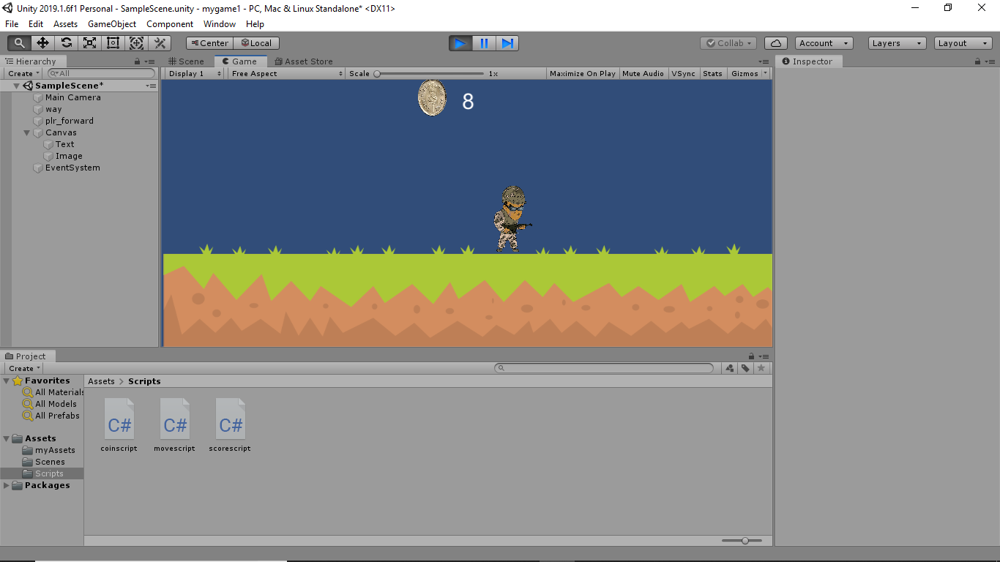 Unity 2019.1.6f1 Personal - SampleScene.unity - mygame1 - PC, Mac & Linux Standalone* <DX11>
File Edit Assets GameObject Component Window Help
Center Local Collab Account Layers Layout
Hierarchy Scene Game Asset Store Inspector
Create All Display 1 Free Aspect Scale 1x Maximize On Play Mute Audio VSync Stats Gizmos
SampleScene*
Main Camera
way
plr_forward
Canvas
Text
Image
EventSystem
8
Project
Create
Favorites
All Materials
All Models
All Prefabs
Assets
myAssets
Scenes
Scripts
Packages
Assets > Scripts
C# C# C#
coinscript movescript scorescript